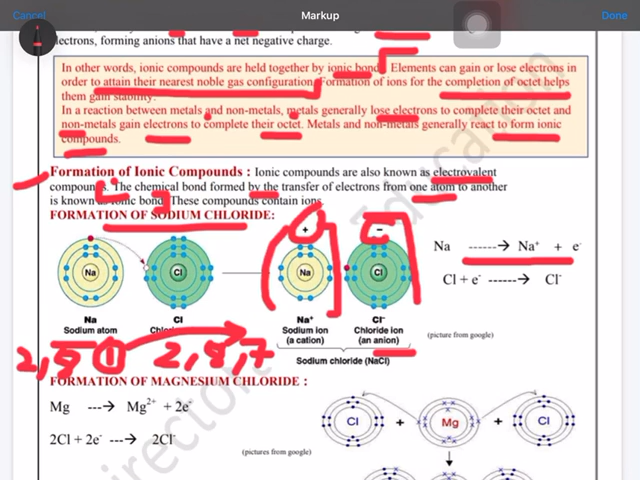 Cancel Markup Done
electrons, forming anions that have a net negative charge.
In other words, ionic compounds are held together by ionic bond. Elements can gain or lose electrons in
order to attain their nearest noble gas configuration. Formation of ions for the completion of octet helps
them gain stability.
In a reaction between metals and non-metals, metals generally lose electrons to complete their octet and
non-metals gain electrons to complete their octet. Metals and non-metals generally react to form ionic
compounds.
Formation of Ionic Compounds : Ionic compounds are also known as electrovalent
compounds. The chemical bond formed by the transfer of electrons from one atom to another
is known as ionic bond. These compounds contain ions.
FORMATION OF SODIUM CHLORIDE:
+ −
Na Cl Na Cl
Na ------→ Na⁺ + e⁻
Cl + e⁻ ------→ Cl⁻
Na Cl Na⁺ Cl⁻
Sodium atom Sodium ion Chloride ion
(a cation) (an anion)
(picture from google)
Sodium chloride (NaCl)
2, 8 1 2, 8, 7
FORMATION OF MAGNESIUM CHLORIDE :
Mg ---→ Mg²⁺ + 2e⁻
2Cl + 2e⁻ ---→ 2Cl⁻
Cl + Mg + Cl
(pictures from google)